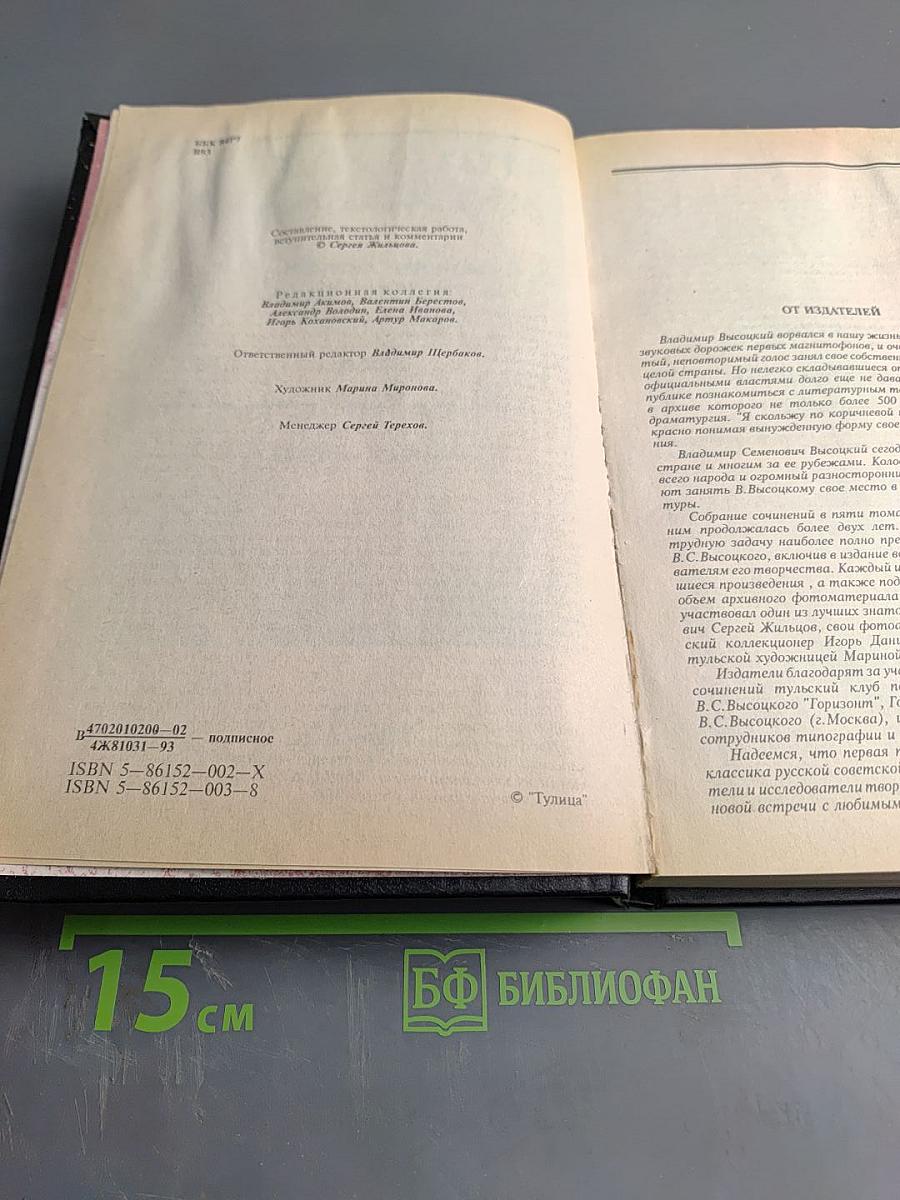 ББК 84Р7
В93
Составление, текстологическая работа,
вступительная статья и комментарии
© Сергея Жильцова.
Редакционная коллегия:
Владимир Акимов, Валентин Берестов,
Александр Володин, Елена Иванова,
Игорь Кохановский, Артур Макаров.
Ответственный редактор Владимир Щербаков.
Художник Марина Миронова.
Менеджер Сергей Терехов.
В 4702010200—02
4Ж81031—93 — подписное
ISBN 5—86152—002—X
ISBN 5—86152—003—8
© "Тулица"
ОТ ИЗДАТЕЛЕЙ
Владимир Высоцкий ворвался в нашу жизнь
звуковых дорожек первых магнитофонов, и оче
тый, неповторимый голос занял свое собствен
целой страны. Но нелегко складывавшиеся от
официальными властями долго еще не дава
публике познакомиться с литературным т
в архиве которого не только более 500
драматургия. "Я скольжу по коричневой
красно понимая вынужденную форму свое
ния.
Владимир Семенович Высоцкий сегод
стране и многим за ее рубежами. Коло
всего народа и огромный разносторонни
ют занять В.Высоцкому свое место в
туры.
Собрание сочинений в пяти тома
ним продолжалась более двух лет.
трудную задачу наиболее полно пре
В.С.Высоцкого, включив в издание в
вателям его творчества. Каждый и
шиеся произведения , а также под
объем архивного фотоматериала
участвовал один из лучших знато
вич Сергей Жильцов, свои фотоа
ский коллекционер Игорь Дани
тульской художницей Мариной
Издатели благодарят за уча
сочинений тульский клуб п
В.С.Высоцкого "Горизонт", Г
В.С.Высоцкого (г.Москва),
сотрудников типографии и
Надеемся, что первая п
классика русской советской
тели и исследователи твор
новой встречи с любимым
15 см
БФ БИБЛИОФАН